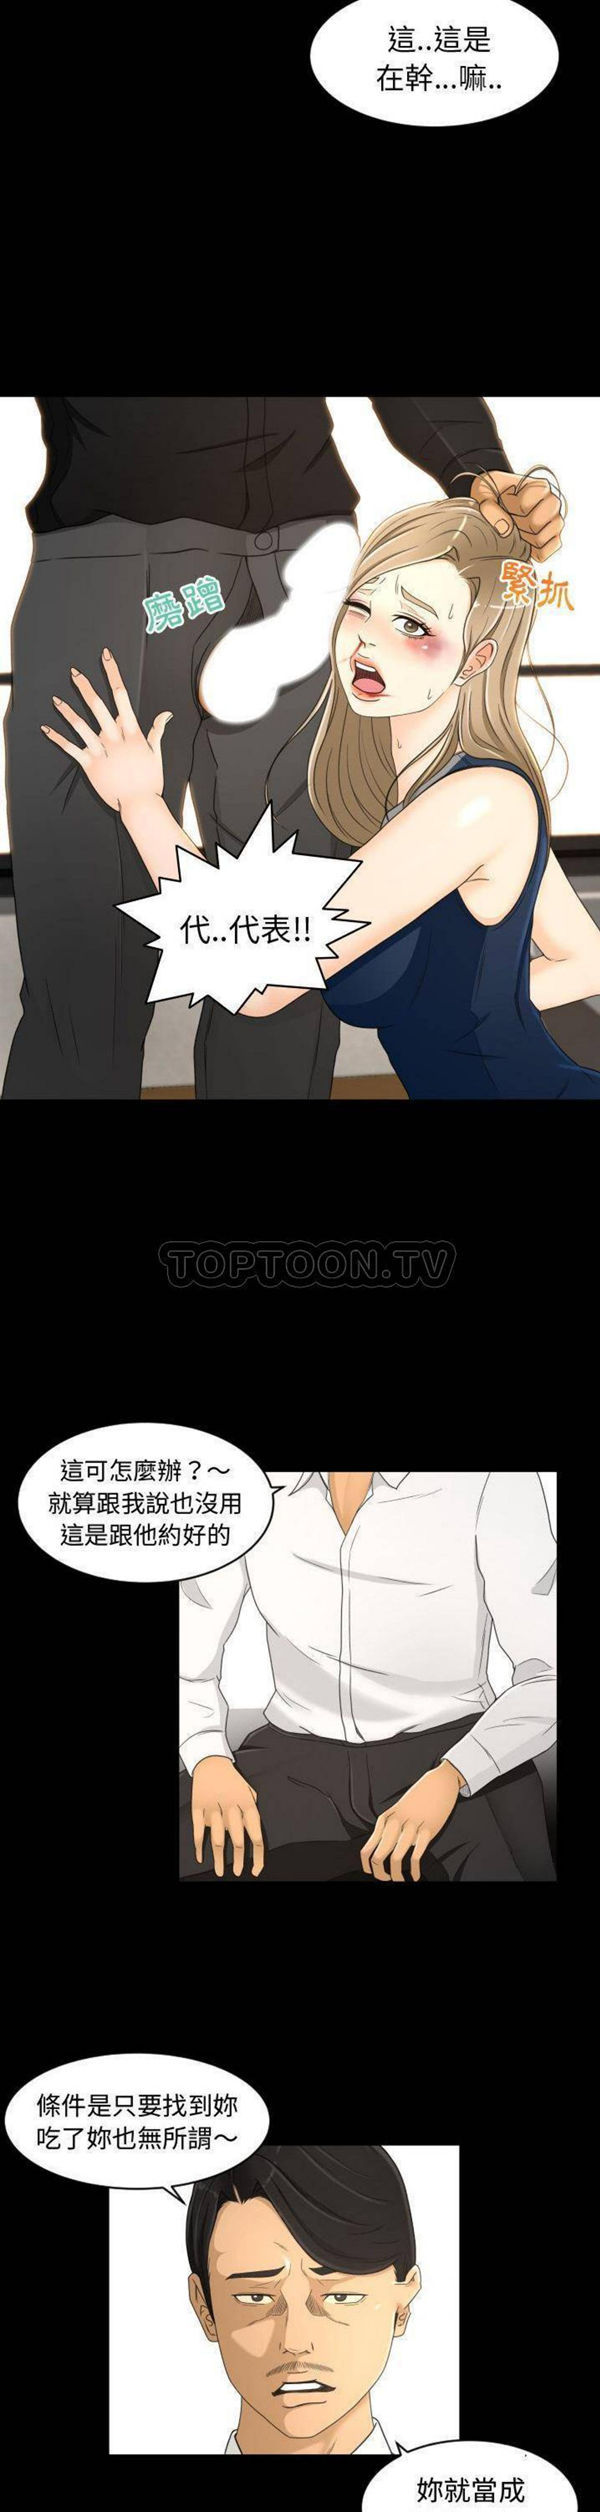 這..這是
在幹...嘛..
磨蹭
緊抓
代..代表!!
TOPTOON.TV
這可怎麼辦？～
就算跟我說也沒用
這是跟他約好的
條件是只要找到妳
吃了妳也無所謂～
妳就當成